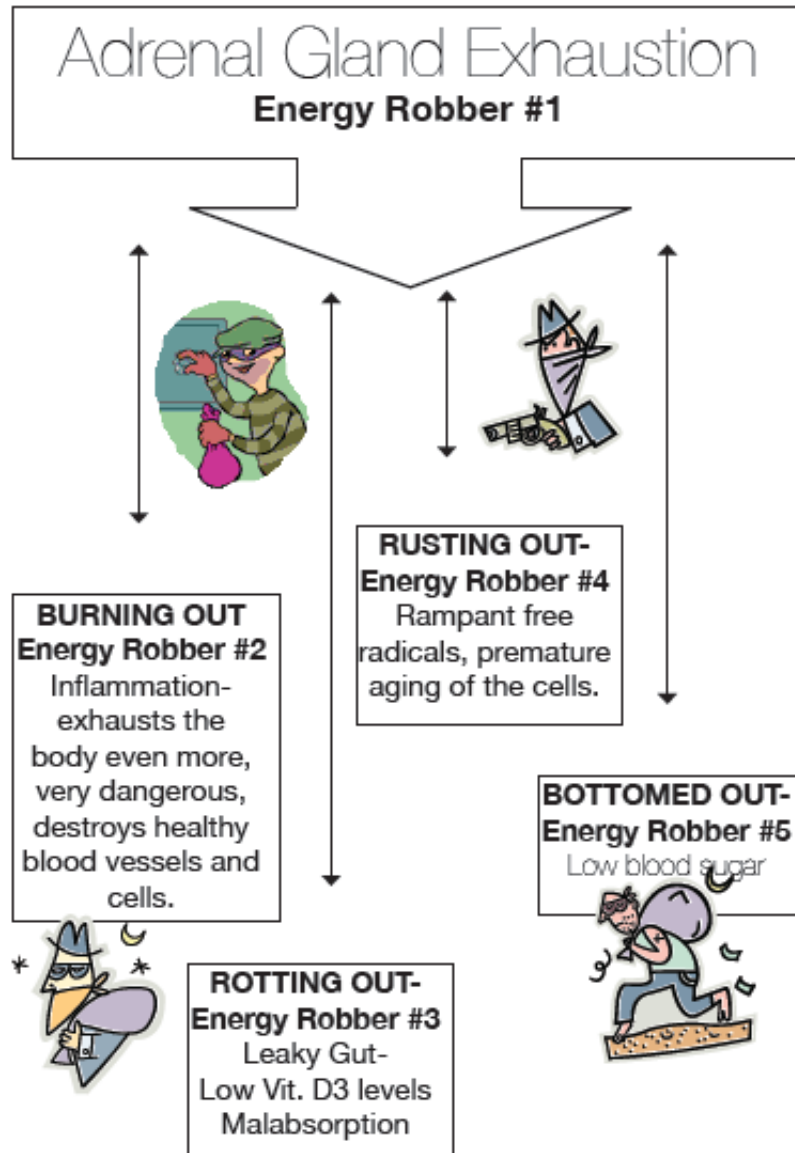 Adrenal Gland Exhaustion
Energy Robber #1
BURNING OUT
Energy Robber #2
Inflammation-
exhausts the
body even more,
very dangerous,
destroys healthy
blood vessels and
cells.
ROTTING OUT-
Energy Robber #3
Leaky Gut-
Low Vit. D3 levels
Malabsorption
RUSTING OUT-
Energy Robber #4
Rampant free
radicals, premature
aging of the cells.
BOTTOMED OUT-
Energy Robber #5
Low blood sugar